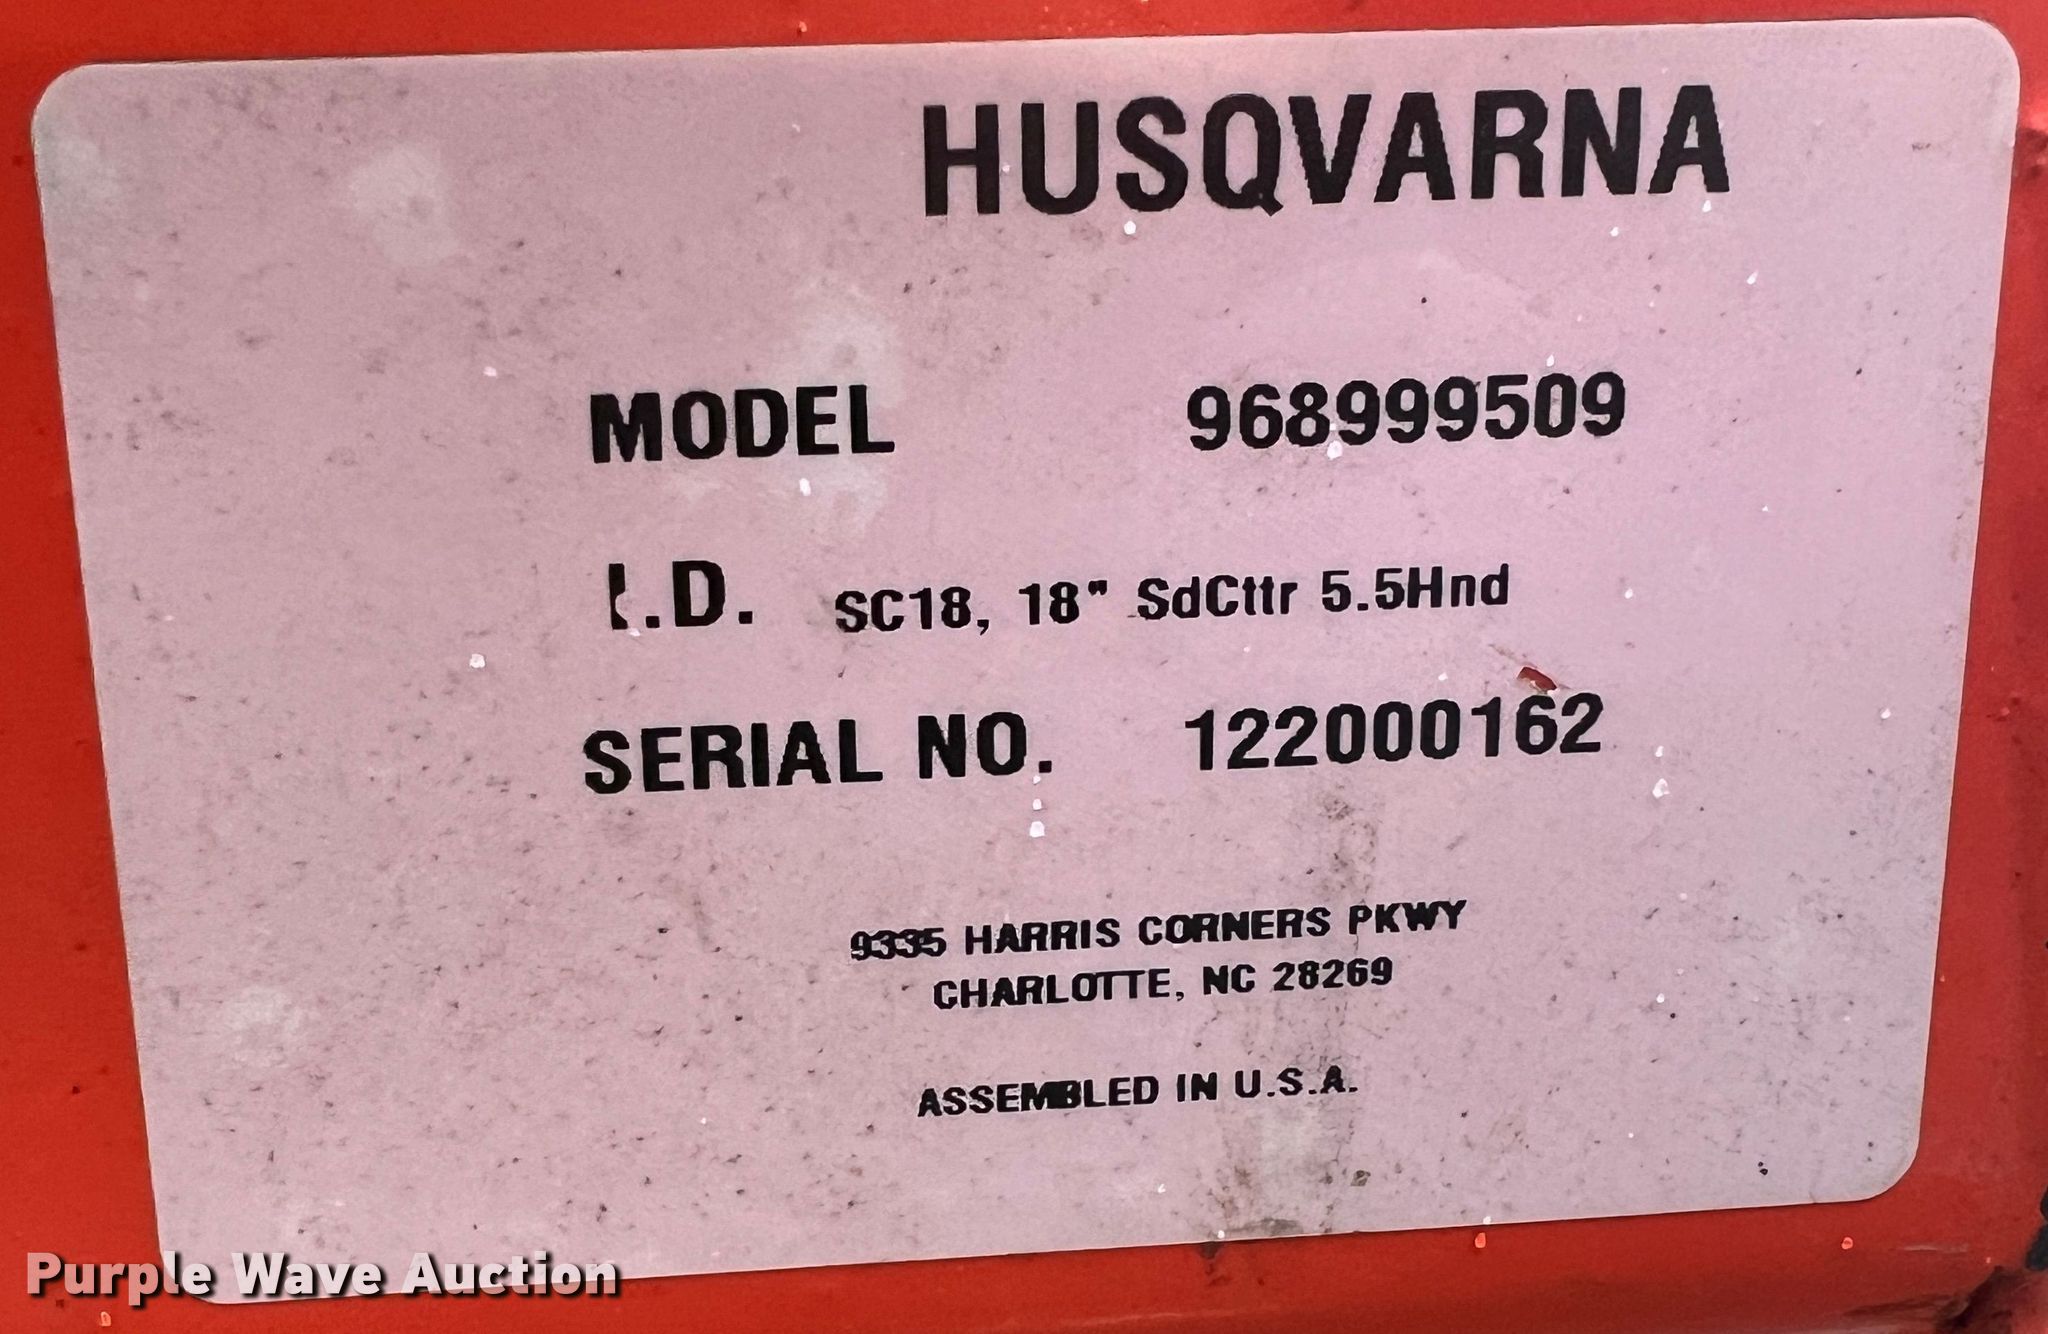 HUSQVARNA
MODEL 968999509
I.D. SC18, 18" SdCttr 5.5Hnd
SERIAL NO. 122000162
9335 HARRIS CORNERS PKWY
CHARLOTTE, NC 28269
ASSEMBLED IN U.S.A.
Purple Wave Auction